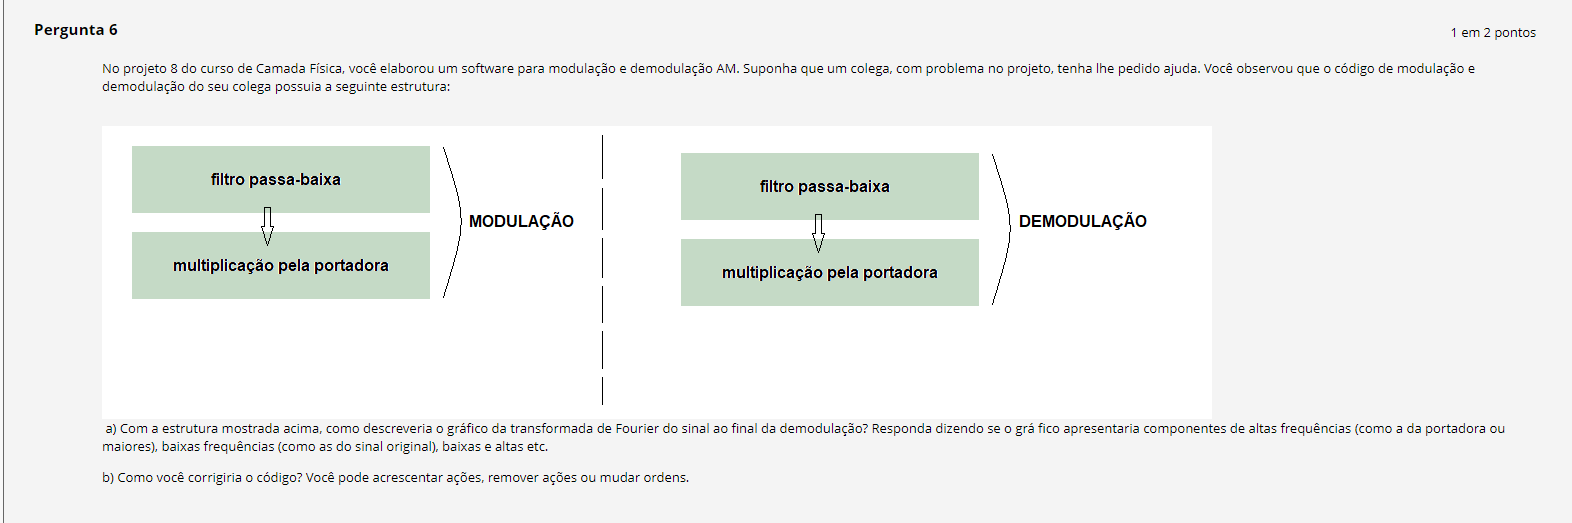 Pergunta 6
1 em 2 pontos
No projeto 8 do curso de Camada Física, você elaborou um software para modulação e demodulação AM. Suponha que um colega, com problema no projeto, tenha lhe pedido ajuda. Você observou que o código de modulação e
demodulação do seu colega possuia a seguinte estrutura:
filtro passa-baixa
multiplicação pela portadora
MODULAÇÃO
filtro passa-baixa
multiplicação pela portadora
DEMODULAÇÃO
a) Com a estrutura mostrada acima, como descreveria o gráfico da transformada de Fourier do sinal ao final da demodulação? Responda dizendo se o grá fico apresentaria componentes de altas frequências (como a da portadora ou
maiores), baixas frequências (como as do sinal original), baixas e altas etc.
b) Como você corrigiria o código? Você pode acrescentar ações, remover ações ou mudar ordens.